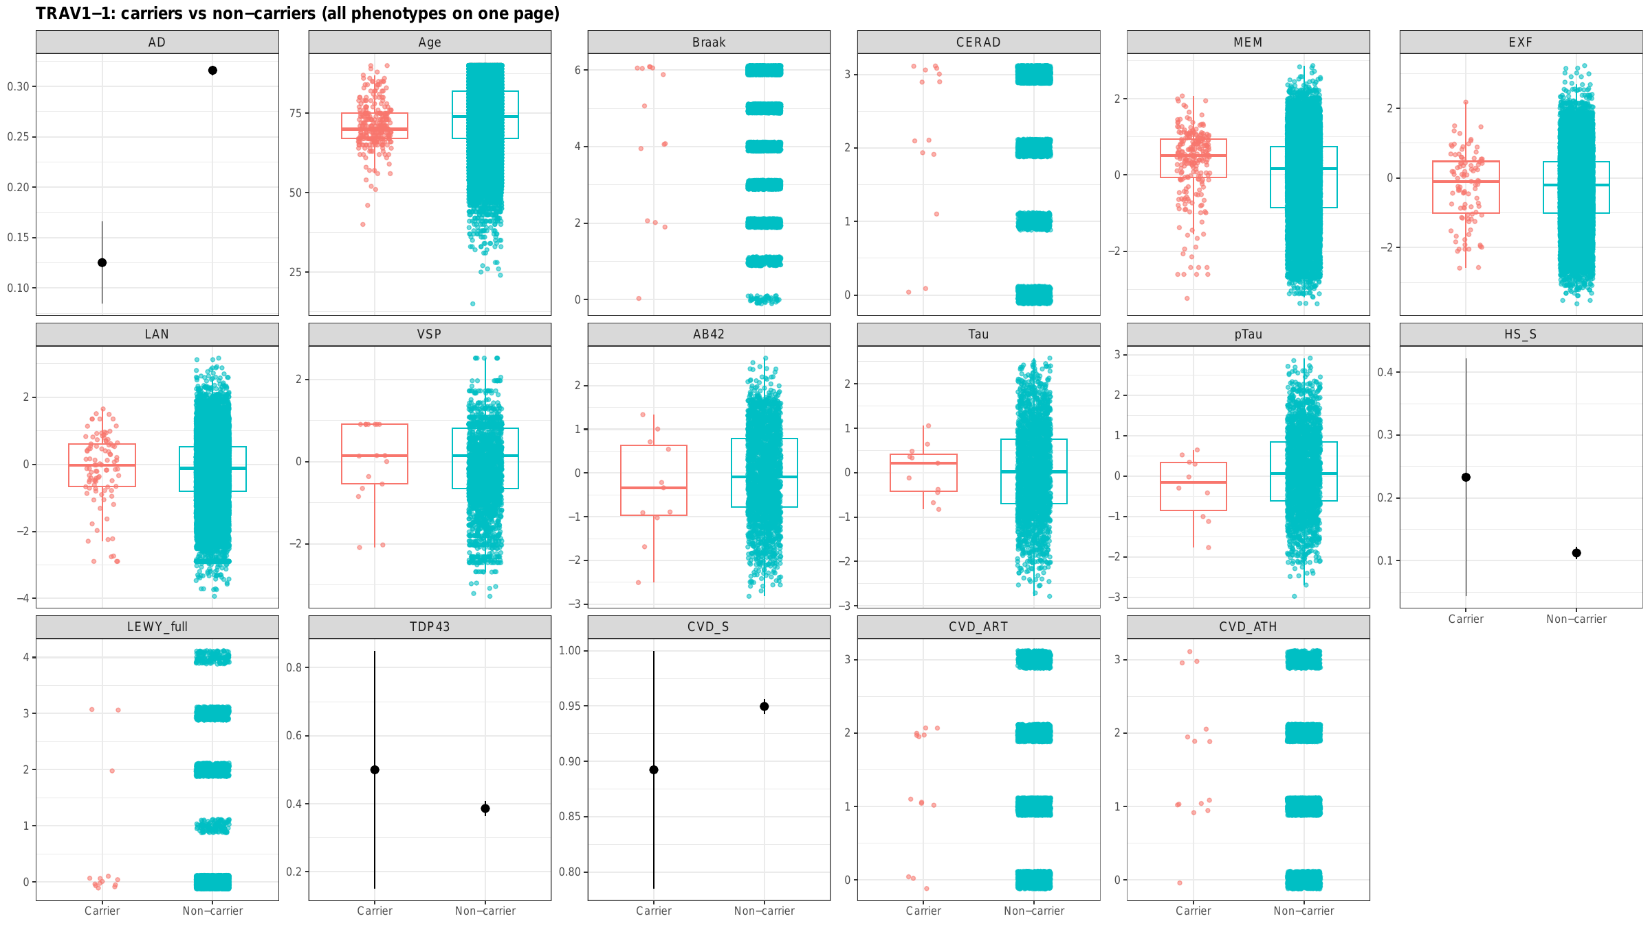 TRAV1−1: carriers vs non−carriers (all phenotypes on one page)
AD Age Braak CERAD MEM EXF
0.30 75 6 3 2 2
0.25 50 4 2 0 0
0.20 25 2 1 −2 −2
0.15 0 0
0.10
LAN VSP AB42 Tau pTau HS_S
2 2 2 2 3 0.4
0 0 1 1 2 0.3
−2 −2 0 0 1 0.2
−4 −1 −1 0 0.1
−2 −2 −1
−3 −3 −2
−3
Carrier Non−carrier
LEWY_full TDP43 CVD_S CVD_ART CVD_ATH
4 0.8 1.00 3 3
3 0.6 0.95 2 2
2 0.4 0.90 1 1
1 0.2 0.85 0 0
0 0.80
Carrier Non−carrier Carrier Non−carrier Carrier Non−carrier Carrier Non−carrier Carrier Non−carrier